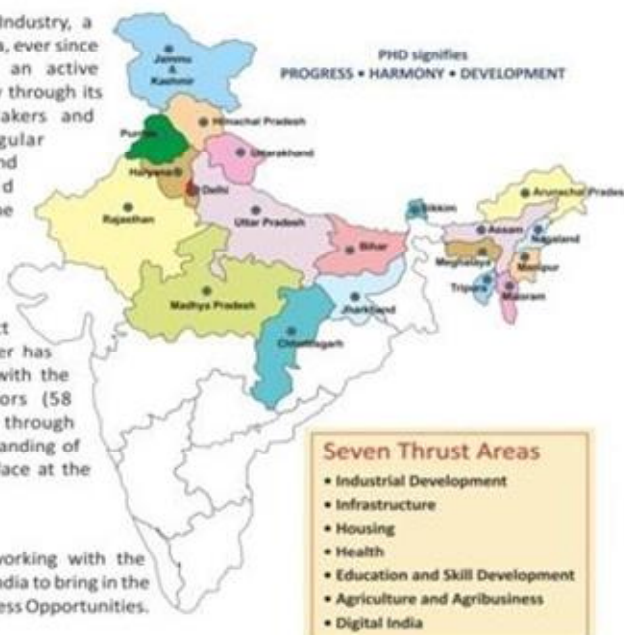 Industry, a
a, ever since
an active
y through its
akers and
gular
nd
d
ne
ct
er has
with the
ors (58
through
anding of
lace at the
working with the
ndia to bring in the
ess Opportunities.
PHD signifies
PROGRESS • HARMONY • DEVELOPMENT
Jammu
&
Kashmir
Himachal Pradesh
Punjab
Uttarakhand
Haryana
Delhi
Rajasthan
Uttar Pradesh
Bihar
Sikkim
Arunachal Prades
Assam
Nagaland
Meghalaya
Manipur
Tripura
Mizoram
Madhya Pradesh
Jharkhand
Chhattisgarh
Seven Thrust Areas
• Industrial Development
• Infrastructure
• Housing
• Health
• Education and Skill Development
• Agriculture and Agribusiness
• Digital India